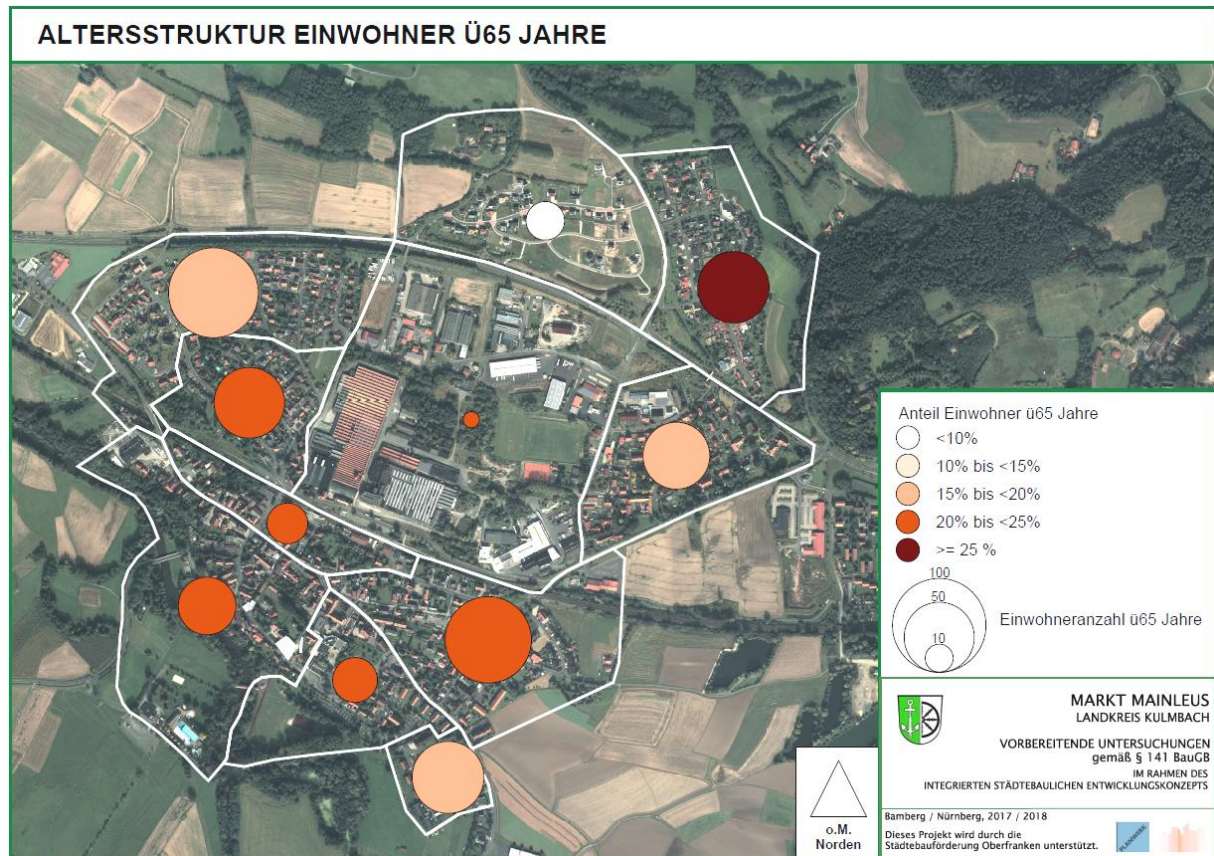 ALTERSSTRUKTUR EINWOHNER Ü65 JAHRE
Anteil Einwohner ü65 Jahre
<10%
10% bis <15%
15% bis <20%
20% bis <25%
>= 25 %
100
50
10
Einwohneranzahl ü65 Jahre
MARKT MAINLEUS
LANDKREIS KULMBACH
VORBEREITENDE UNTERSUCHUNGEN
gemäß § 141 BauGB
IM RAHMEN DES
INTEGRIERTEN STÄDTEBAULICHEN ENTWICKLUNGSKONZEPTS
o.M.
Norden
Bamberg / Nürnberg, 2017 / 2018
Dieses Projekt wird durch die
Städtebauförderung Oberfranken unterstützt.
PLANWERK